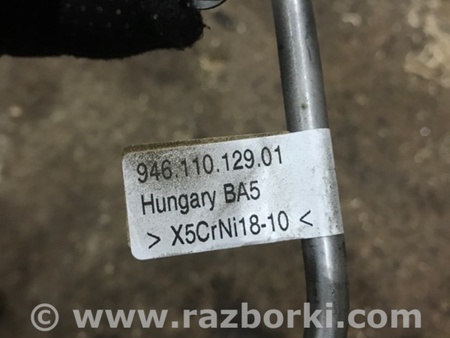 946.110.129.01
Hungary BA5
> X5CrNi18-10 <
© www.razborki.com